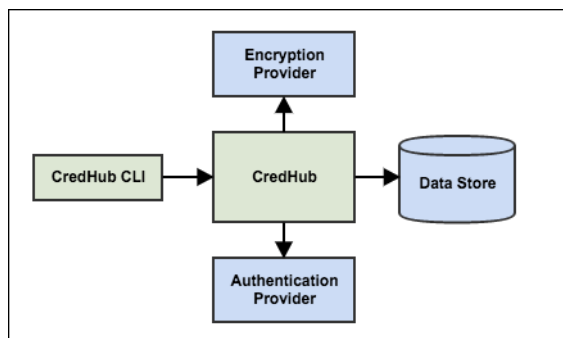 Encryption
Provider
CredHub CLI
CredHub
Data Store
Authentication
Provider